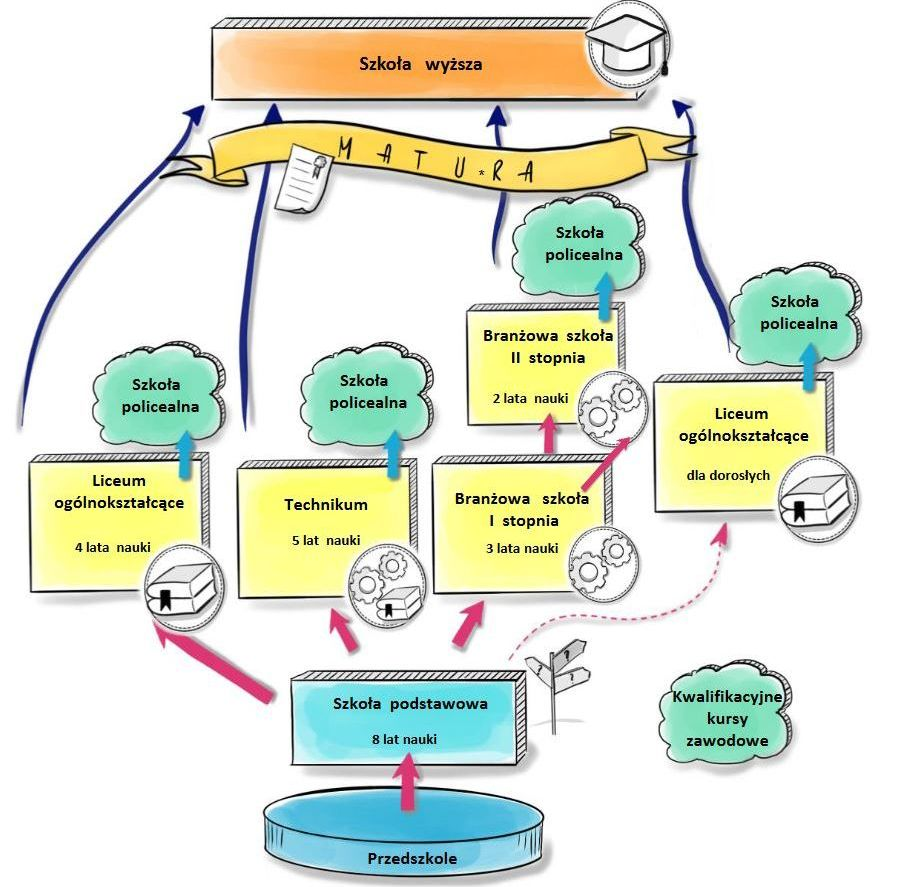 Szkoła wyższa
MATU*RA
Szkoła
policealna
Szkoła
policealna
Szkoła
policealna
Szkoła
policealna
Branżowa szkoła
II stopnia
2 lata nauki
Liceum
ogólnokształcące
dla dorosłych
Liceum
ogólnokształcące
4 lata nauki
Technikum
5 lat nauki
Branżowa szkoła
I stopnia
3 lata nauki
Szkoła podstawowa
8 lat nauki
? ? ?
Kwalifikacyjne
kursy
zawodowe
Przedszkole